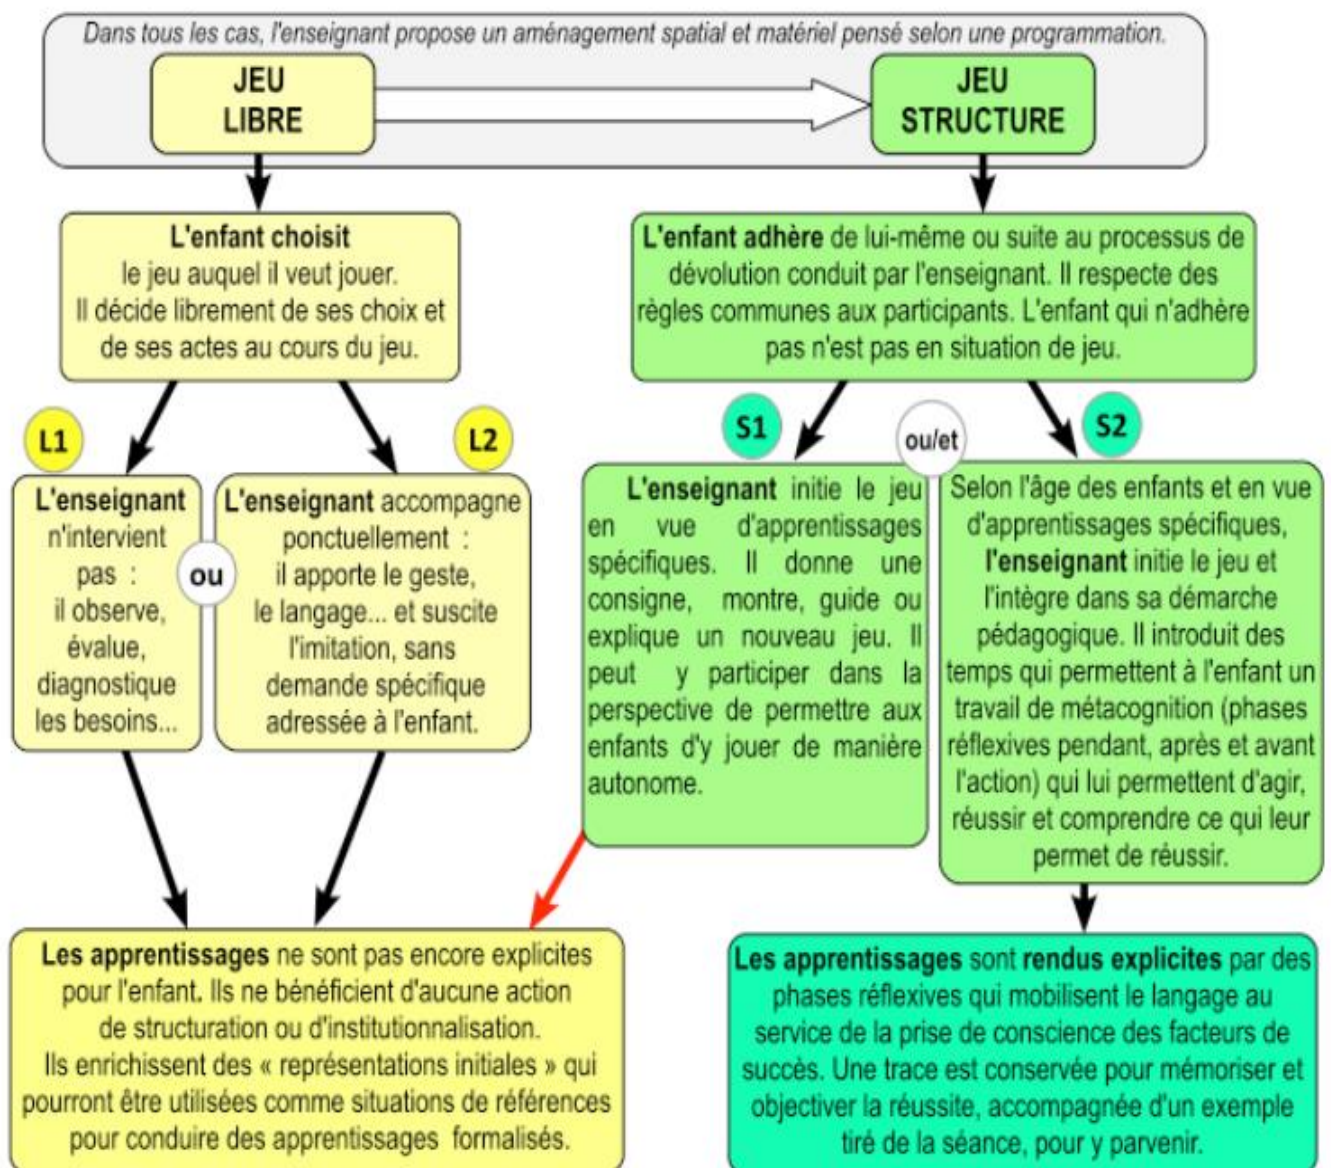 Dans tous les cas, l'enseignant propose un aménagement spatial et matériel pensé selon une programmation.
JEU
LIBRE
JEU
STRUCTURE
L'enfant choisit
le jeu auquel il veut jouer.
Il décide librement de ses choix et
de ses actes au cours du jeu.
L'enfant adhère de lui-même ou suite au processus de
dévolution conduit par l'enseignant. Il respecte des
règles communes aux participants. L'enfant qui n'adhère
pas n'est pas en situation de jeu.
L1
L2
S1
ou/et
S2
L'enseignant
n'intervient
pas :
il observe,
évalue,
diagnostique
les besoins...
ou
L'enseignant accompagne
ponctuellement :
il apporte le geste,
le langage... et suscite
l'imitation, sans
demande spécifique
adressée à l'enfant.
L'enseignant initie le jeu
en vue d'apprentissages
spécifiques. Il donne une
consigne, montre, guide ou
explique un nouveau jeu. Il
peut y participer dans la
perspective de permettre aux
enfants d'y jouer de manière
autonome.
Selon l'âge des enfants et en vue
d'apprentissages spécifiques,
l'enseignant initie le jeu et
l'intègre dans sa démarche
pédagogique. Il introduit des
temps qui permettent à l'enfant un
travail de métacognition (phases
réflexives pendant, après et avant
l'action) qui lui permettent d'agir,
réussir et comprendre ce qui leur
permet de réussir.
Les apprentissages ne sont pas encore explicites
pour l'enfant. Ils ne bénéficient d'aucune action
de structuration ou d'institutionnalisation.
Ils enrichissent des « représentations initiales » qui
pourront être utilisées comme situations de références
pour conduire des apprentissages formalisés.
Les apprentissages sont rendus explicites par des
phases réflexives qui mobilisent le langage au
service de la prise de conscience des facteurs de
succès. Une trace est conservée pour mémoriser et
objectiver la réussite, accompagnée d'un exemple
tiré de la séance, pour y parvenir.